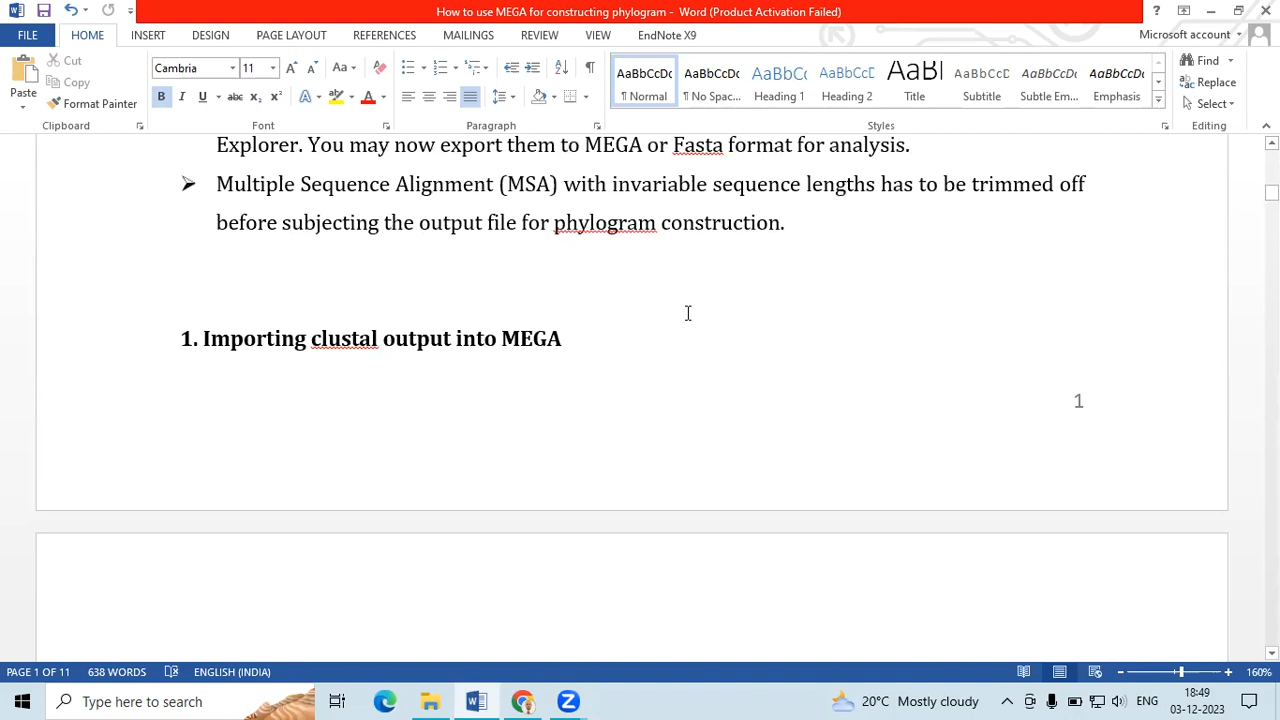 How to use MEGA for constructing phylogram - Word (Product Activation Failed)
FILE HOME INSERT DESIGN PAGE LAYOUT REFERENCES MAILINGS REVIEW VIEW EndNote X9 Microsoft account
Paste Cut Copy Format Painter
Cambria 11
AaBbCcDc AaBbCcDc AaBbCc AaBbCcD AaBl AaBbCcD AaBbCcDc AaBbCcDc
¶ Normal ¶ No Spac... Heading 1 Heading 2 Title Subtitle Subtle Em... Emphasis
Find Replace Select
Clipboard Font Paragraph Styles Editing
Explorer. You may now export them to MEGA or Fasta format for analysis.
➢ Multiple Sequence Alignment (MSA) with invariable sequence lengths has to be trimmed off
before subjecting the output file for phylogram construction.
1. Importing clustal output into MEGA
1
PAGE 1 OF 11 638 WORDS ENGLISH (INDIA) 160%
Type here to search 20°C Mostly cloudy ENG 18:49
03-12-2023